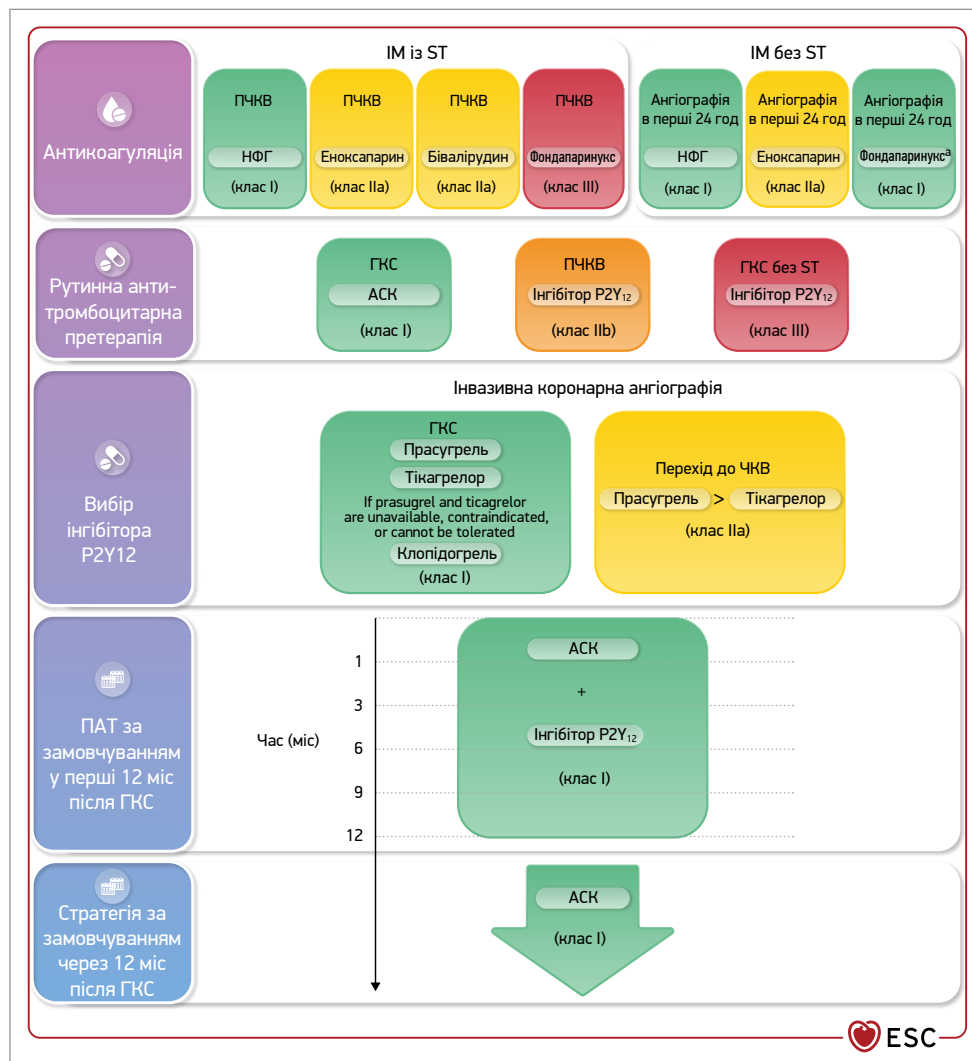 Антикоагуляція
ІМ із ST
ПЧКВ
НФГ
(клас I)
ПЧКВ
Еноксапарин
(клас IIa)
ПЧКВ
Бівалірудин
(клас IIa)
ПЧКВ
Фондапаринукс
(клас III)
ІМ без ST
Ангіографія
в перші 24 год
НФГ
(клас I)
Ангіографія
в перші 24 год
Еноксапарин
(клас IIa)
Ангіографія
в перші 24 год
Фондапаринуксᵃ
(клас I)
Рутинна анти-
тромбоцитарна
претерапія
ГКС
АСК
(клас I)
ПЧКВ
Інгібітор P2Y₁₂
(клас IIb)
ГКС без ST
Інгібітор P2Y₁₂
(клас III)
Вибір
інгібітора
P2Y12
Інвазивна коронарна ангіографія
ГКС
Прасугрель
Тікагрелор
If prasugrel and ticagrelor
are unavailable, contraindicated,
or cannot be tolerated
Клопідогрель
(клас I)
Перехід до ЧКВ
Прасугрель > Тікагрелор
(клас IIa)
ПАТ за
замовчуванням
у перші 12 міс
після ГКС
Час (міс)
1
3
6
9
12
АСК
+
Інгібітор P2Y₁₂
(клас I)
Стратегія за
замовчуванням
через 12 міс
після ГКС
АСК
(клас I)
ESC